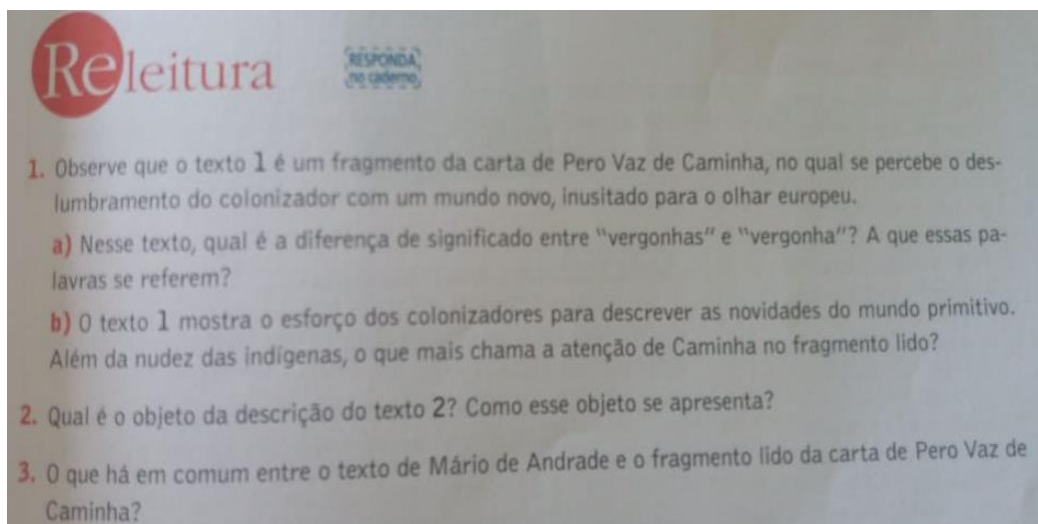 Releitura
RESPONDA
no caderno
1. Observe que o texto 1 é um fragmento da carta de Pero Vaz de Caminha, no qual se percebe o des-
lumbramento do colonizador com um mundo novo, inusitado para o olhar europeu.
a) Nesse texto, qual é a diferença de significado entre "vergonhas" e "vergonha"? A que essas pa-
lavras se referem?
b) O texto 1 mostra o esforço dos colonizadores para descrever as novidades do mundo primitivo.
Além da nudez das indígenas, o que mais chama a atenção de Caminha no fragmento lido?
2. Qual é o objeto da descrição do texto 2? Como esse objeto se apresenta?
3. O que há em comum entre o texto de Mário de Andrade e o fragmento lido da carta de Pero Vaz de
Caminha?